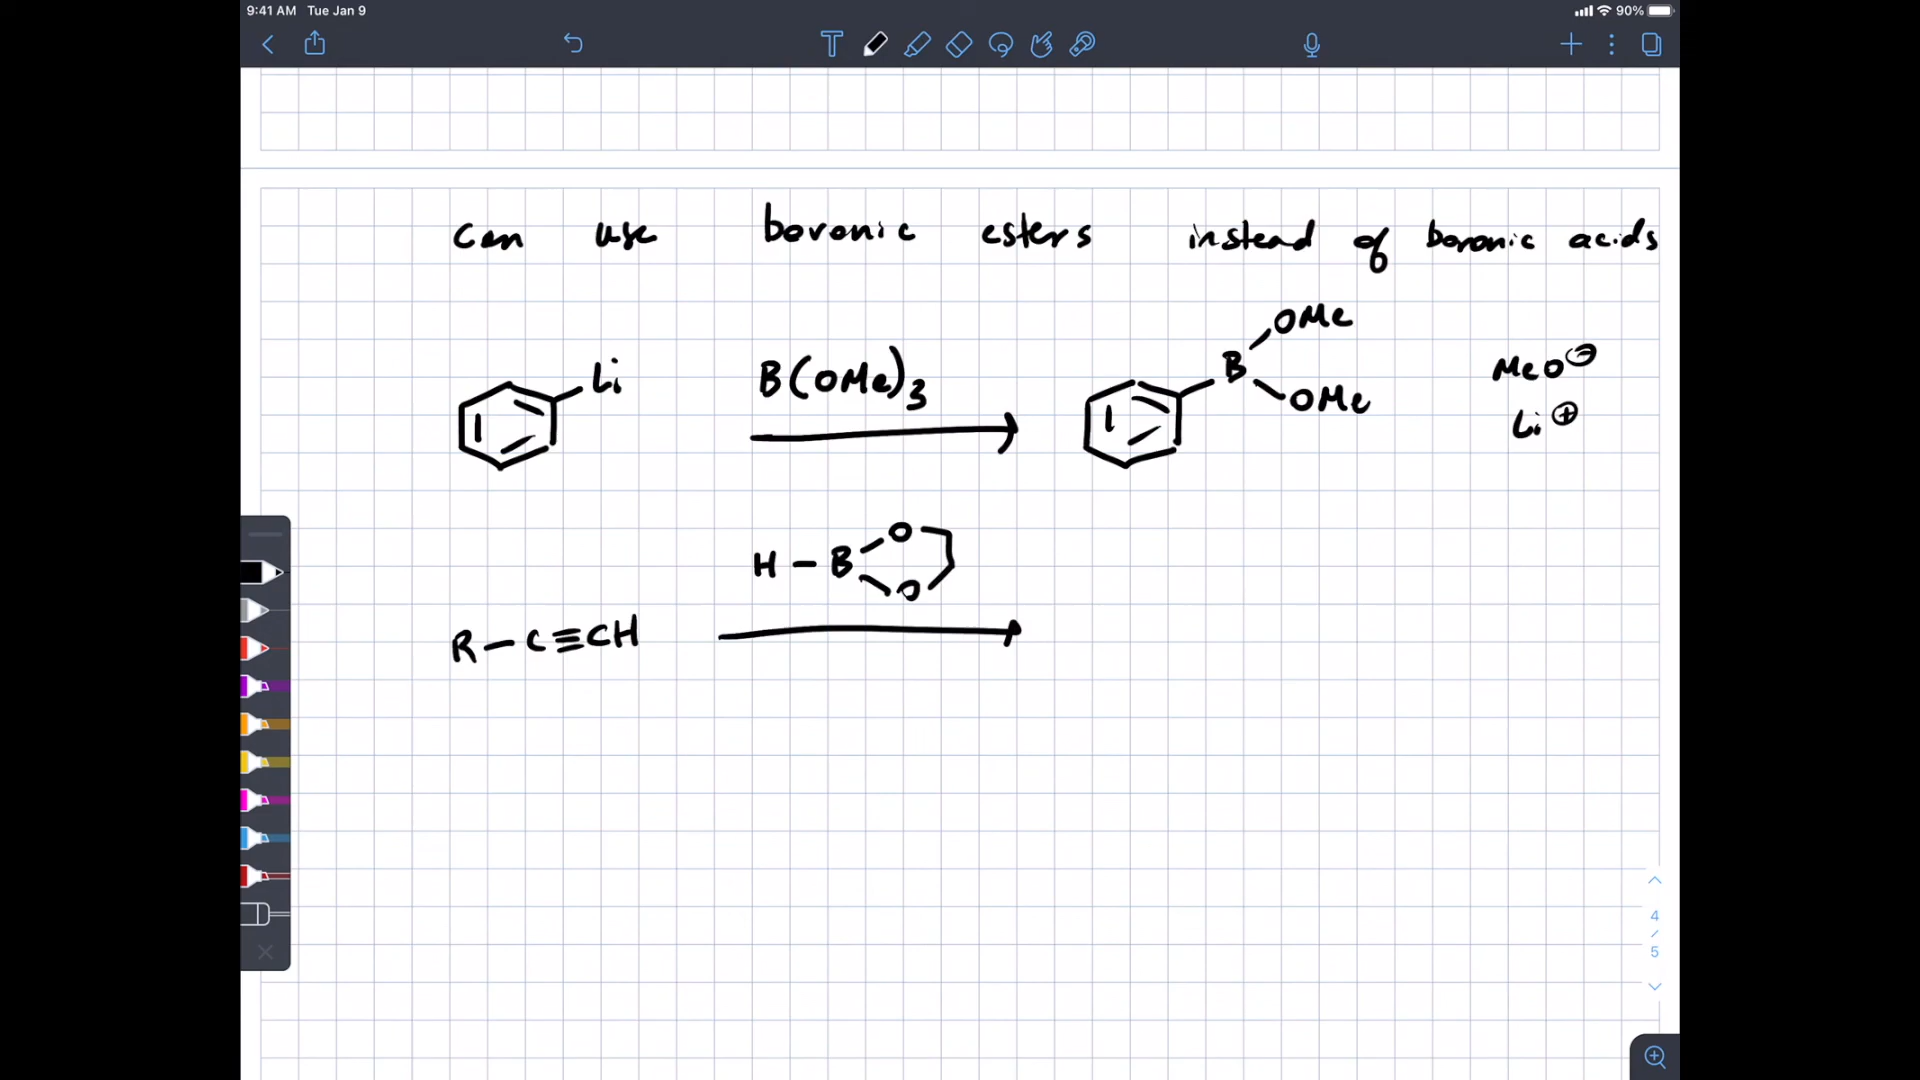 9:41 AM Tue Jan 9
90%
can use boronic esters instead of boronic acids
OMe
Li B(OMe)3 B MeO⊖
OMe
Li⊕
O
H - B
O
R - C≡CH
4
/
5